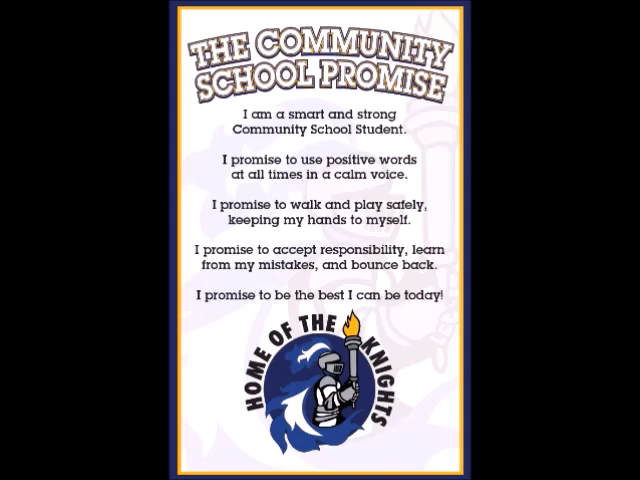 THE COMMUNITY
SCHOOL PROMISE
I am a smart and strong
Community School Student.
I promise to use positive words
at all times in a calm voice.
I promise to walk and play safely,
keeping my hands to myself.
I promise to accept responsibility, learn
from my mistakes, and bounce back.
I promise to be the best I can be today!
HOME OF THE KNIGHTS